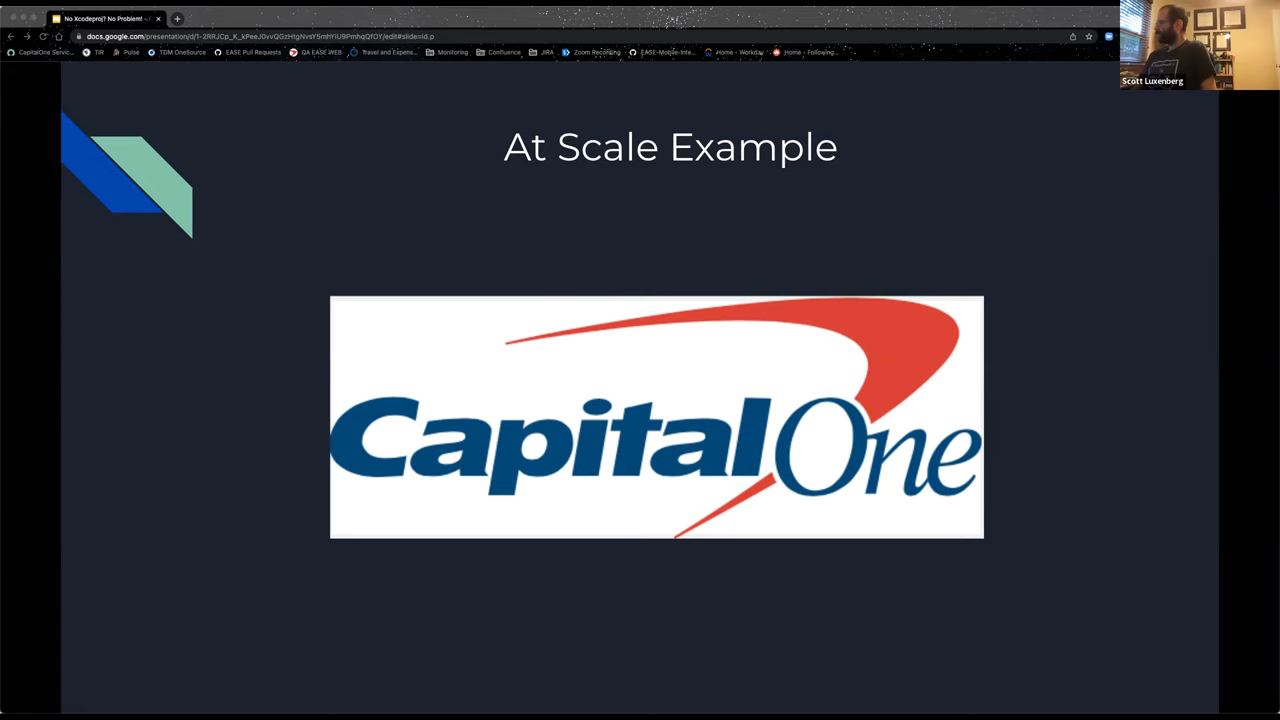 No Xcodeproj? No Problem! -
docs.google.com/presentation/d/1-2RRJCp_K_kPeeJ0vvQGzHtgNvsY5mhYiU9PmhqQfOY/edit#slide=id.p
CapitalOne Servic... TIR Pulse TDM OneSource EASE Pull Requests QA EASE WEB Travel and Expens... Monitoring Confluence JIRA Zoom Recording EASE-Mobile-Inte... Home - Workday Home - Following...
Scott Luxenberg
At Scale Example
CapitalOne